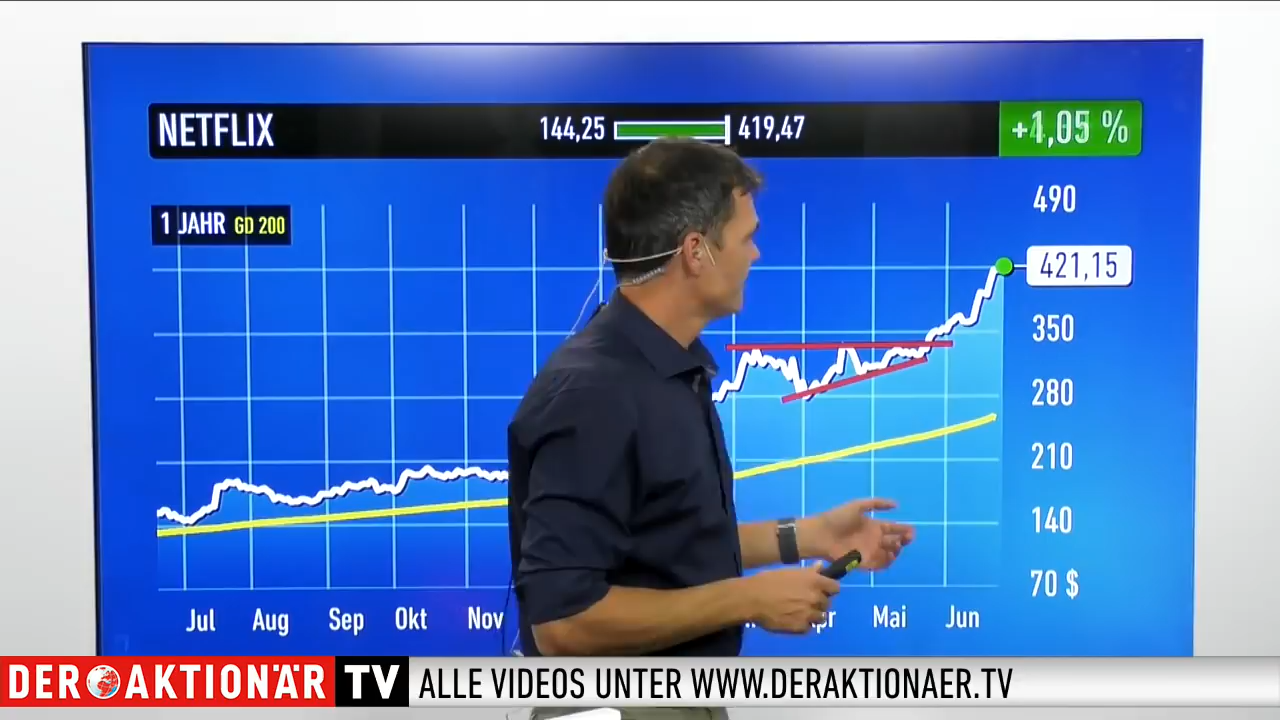 NETFLIX 144,25 419,47 +1,05 %
1 JAHR GD 200
490
421,15
350
280
210
140
70 $
Jul Aug Sep Okt Nov Mai Jun
DER AKTIONÄR TV ALLE VIDEOS UNTER WWW.DERAKTIONAER.TV